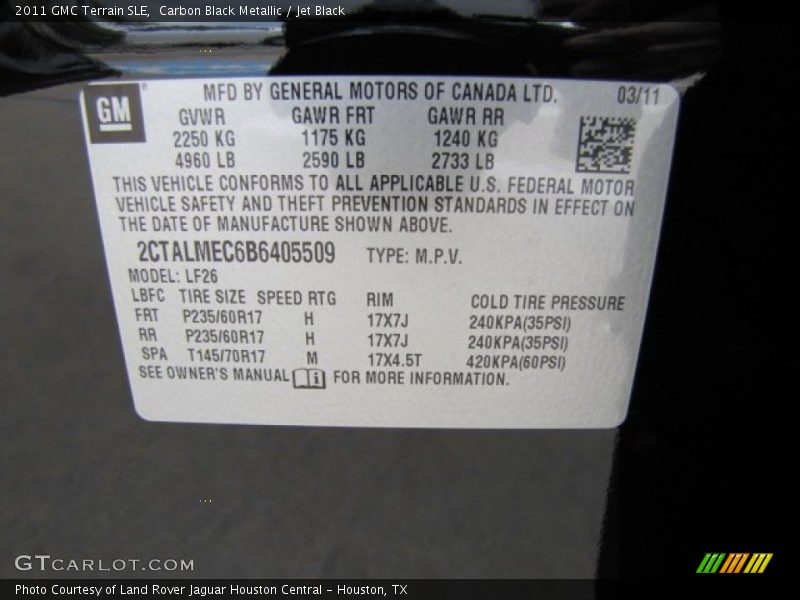 2011 GMC Terrain SLE,  Carbon Black Metallic / Jet Black
GM
MFD BY GENERAL MOTORS OF CANADA LTD. 03/11
GVWR GAWR FRT GAWR RR
2250 KG 1175 KG 1240 KG
4960 LB 2590 LB 2733 LB
THIS VEHICLE CONFORMS TO ALL APPLICABLE U.S. FEDERAL MOTOR
VEHICLE SAFETY AND THEFT PREVENTION STANDARDS IN EFFECT ON
THE DATE OF MANUFACTURE SHOWN ABOVE.
2CTALMEC6B6405509 TYPE: M.P.V.
MODEL: LF26
LBFC TIRE SIZE SPEED RTG RIM COLD TIRE PRESSURE
FRT P235/60R17 H 17X7J 240KPA(35PSI)
RR P235/60R17 H 17X7J 240KPA(35PSI)
SPA T145/70R17 M 17X4.5T 420KPA(60PSI)
SEE OWNER'S MANUAL i FOR MORE INFORMATION.
GTCARLOT.COM
Photo Courtesy of Land Rover Jaguar Houston Central - Houston, TX